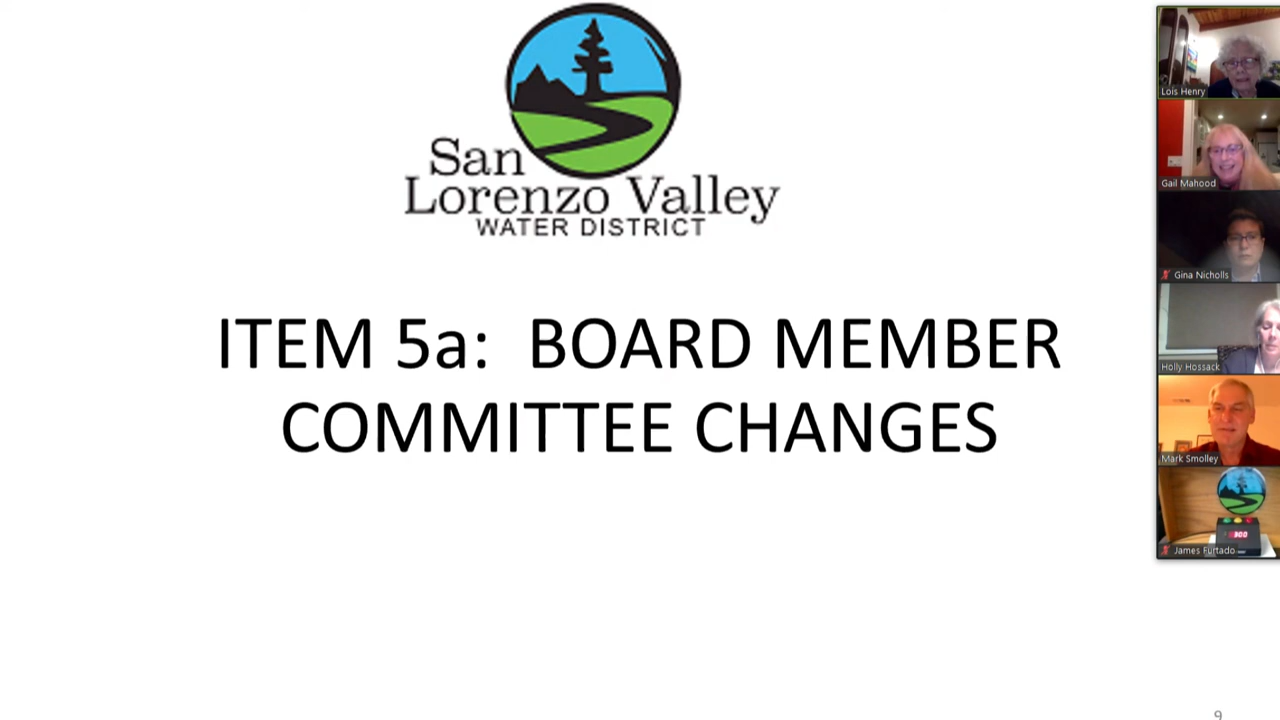 San
Lorenzo Valley
WATER DISTRICT
ITEM 5a: BOARD MEMBER
COMMITTEE CHANGES
Lois Henry
Gail Mahood
Gina Nicholls
Holly Hossack
Mark Smolley
300
James Furtado
9